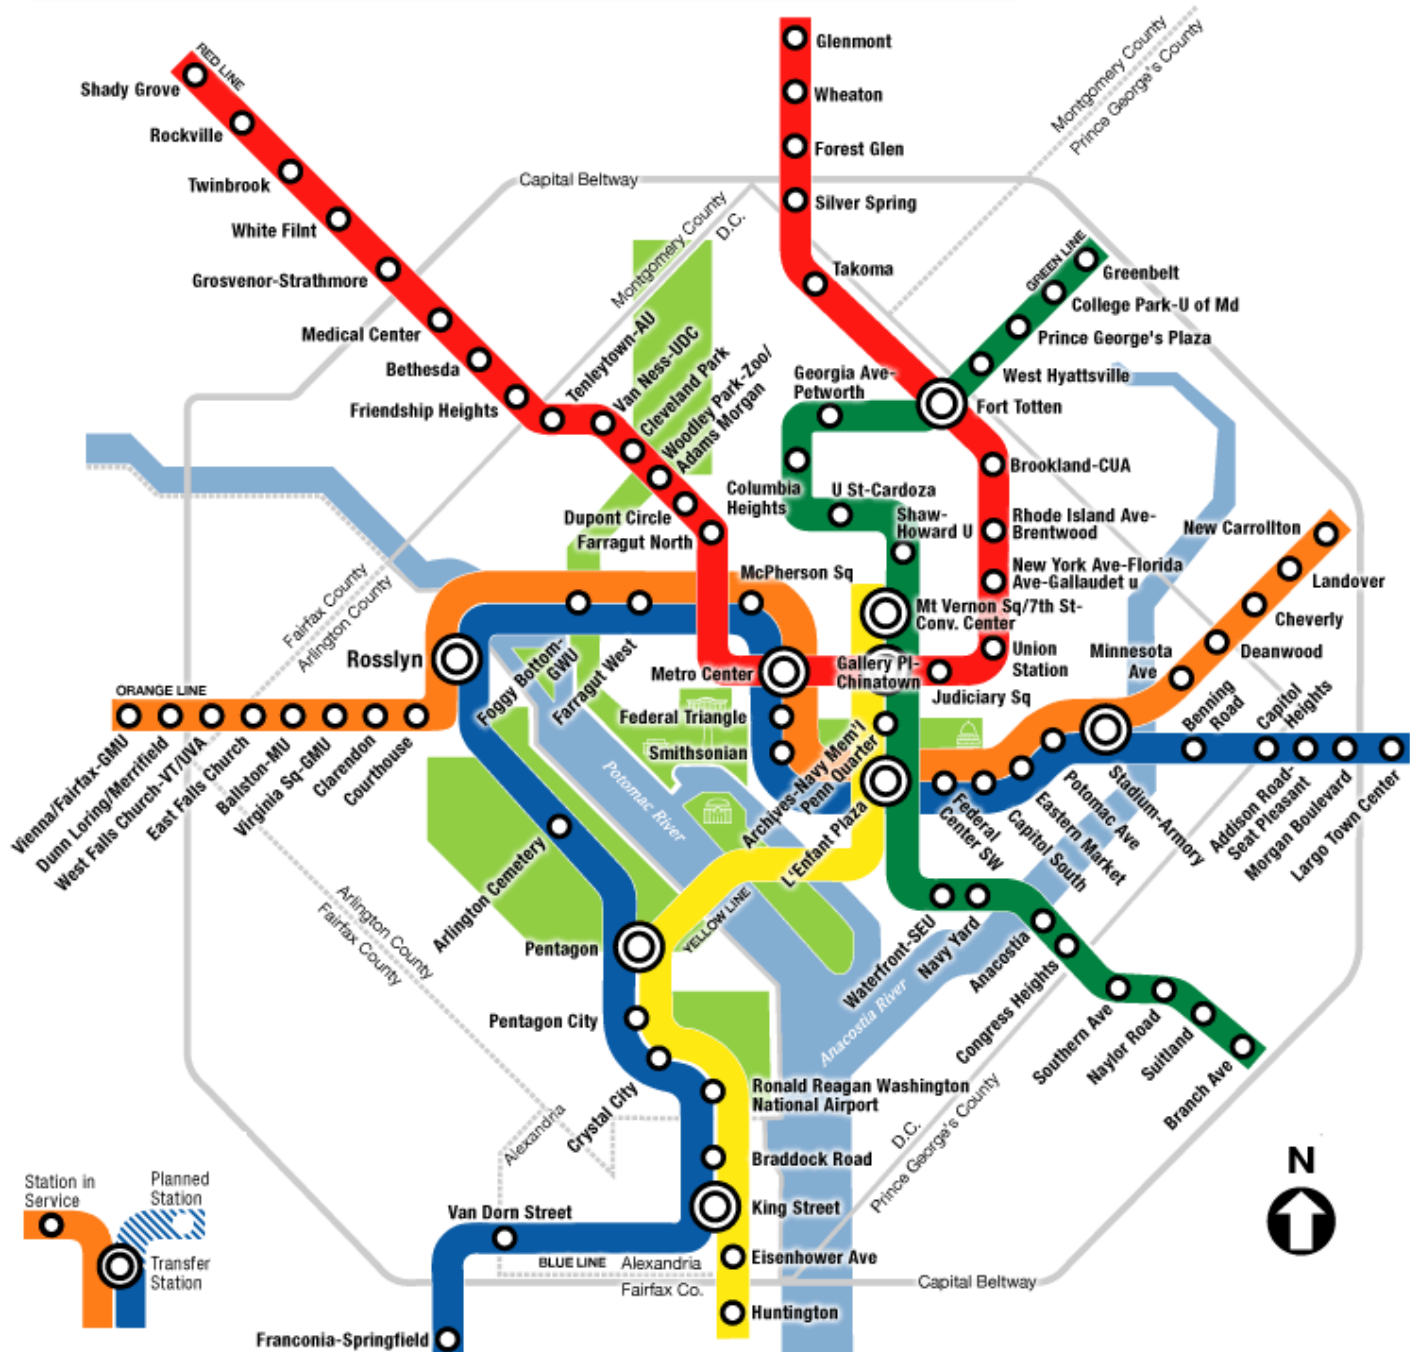 RED LINE
Shady Grove
Rockville
Twinbrook
White Filnt
Grosvenor-Strathmore
Medical Center
Bethesda
Friendship Heights
Tenleytown-AU
Van Ness-UDC
Cleveland Park
Woodley Park-Zoo/
Adams Morgan
Dupont Circle
Farragut North
Glenmont
Wheaton
Forest Glen
Silver Spring
Takoma
Montgomery County
Prince George's County
Capital Beltway
Montgomery County
D.C.
GREEN LINE
Greenbelt
College Park-U of Md
Prince George's Plaza
West Hyattsville
Fort Totten
Georgia Ave-
Petworth
Columbia
Heights
U St-Cardoza
Shaw-
Howard U
Brookland-CUA
Rhode Island Ave-
Brentwood
New York Ave-Florida
Ave-Gallaudet u
Mt Vernon Sq/7th St-
Conv. Center
Union
Station
Gallery Pl-
Chinatown
Judiciary Sq
Metro Center
McPherson Sq
Fairfax County
Arlington County
Rosslyn
Foggy Bottom-
GWU
Farragut West
Federal Triangle
Smithsonian
ORANGE LINE
Vienna/Fairfax-GMU
Dunn Loring/Merrifield
West Falls Church-VT/UVA
East Falls Church
Ballston-MU
Virginia Sq-GMU
Clarendon
Courthouse
New Carrollton
Landover
Cheverly
Deanwood
Minnesota
Ave
Benning
Road
Capitol
Heights
Addison Road-
Seat Pleasant
Morgan Boulevard
Largo Town Center
Stadium-Armory
Potomac Ave
Eastern Market
Capitol South
Federal
Center SW
Archives-Navy Mem'l
Penn Quarter
L'Enfant Plaza
Potomac River
Arlington Cemetery
Arlington County
Fairfax County
Pentagon
YELLOW LINE
Pentagon City
Crystal City
Waterfront-SEU
Navy Yard
Anacostia
Congress Heights
Southern Ave
Naylor Road
Suitland
Branch Ave
Anacostia River
Ronald Reagan Washington
National Airport
Braddock Road
King Street
Eisenhower Ave
Huntington
Alexandria
Van Dorn Street
BLUE LINE
Alexandria
Fairfax Co.
Franconia-Springfield
D.C.
Prince George's County
Capital Beltway
N
Station in
Service
Planned
Station
Transfer
Station